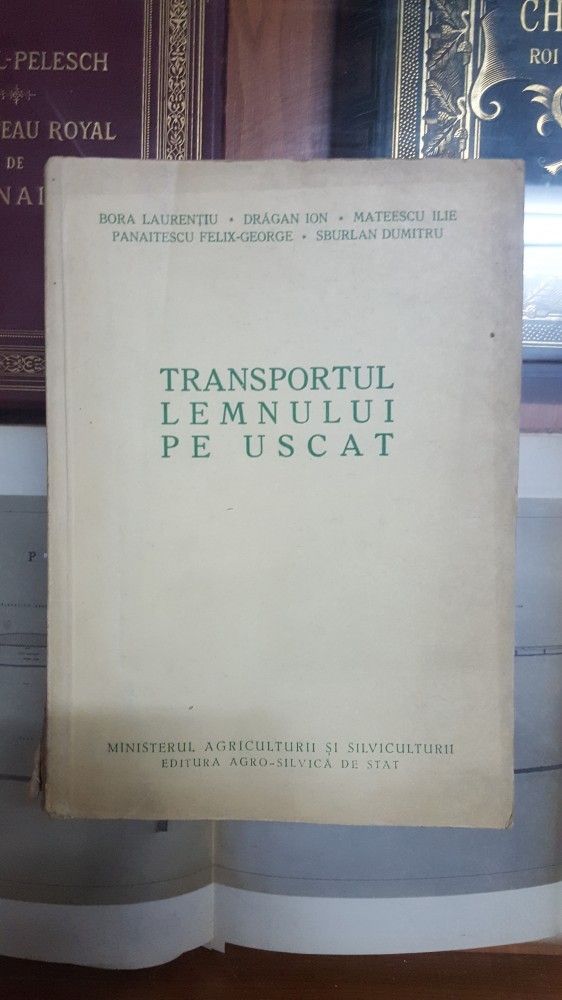 -PELESCH
EAU ROYAL
DE
NAI
CH
ROI
BORA LAURENȚIU • DRĂGAN ION • MATEESCU ILIE
PANAITESCU FELIX-GEORGE • SBURLAN DUMITRU
TRANSPORTUL
LEMNULUI
PE USCAT
P
MINISTERUL AGRICULTURII ȘI SILVICULTURII
EDITURA AGRO-SILVICĂ DE STAT